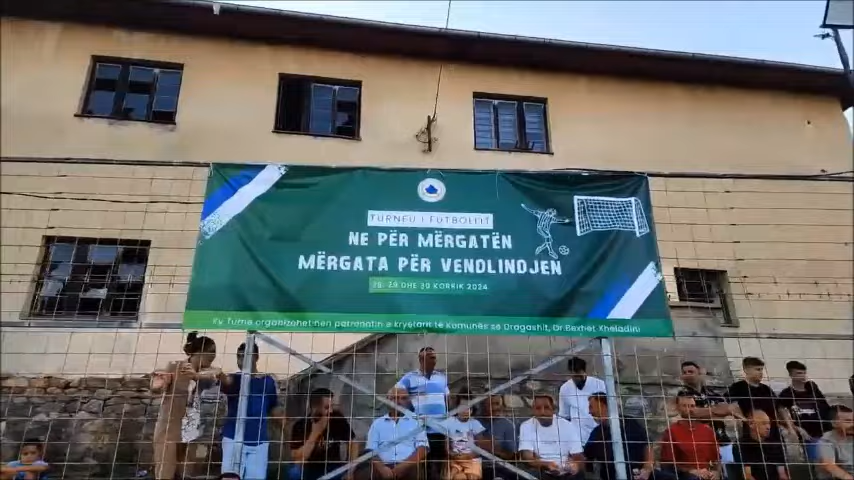 TURNEU I FUTBOLLIT
NE PËR MËRGATËN
MËRGATA PËR VENDLINDJEN
28, 29 DHE 30 KORRIK 2024
Ky Turne organizohet nën patronatin e kryetarit të Komunës së Dragashit, Dr.Bexhet Xheladini